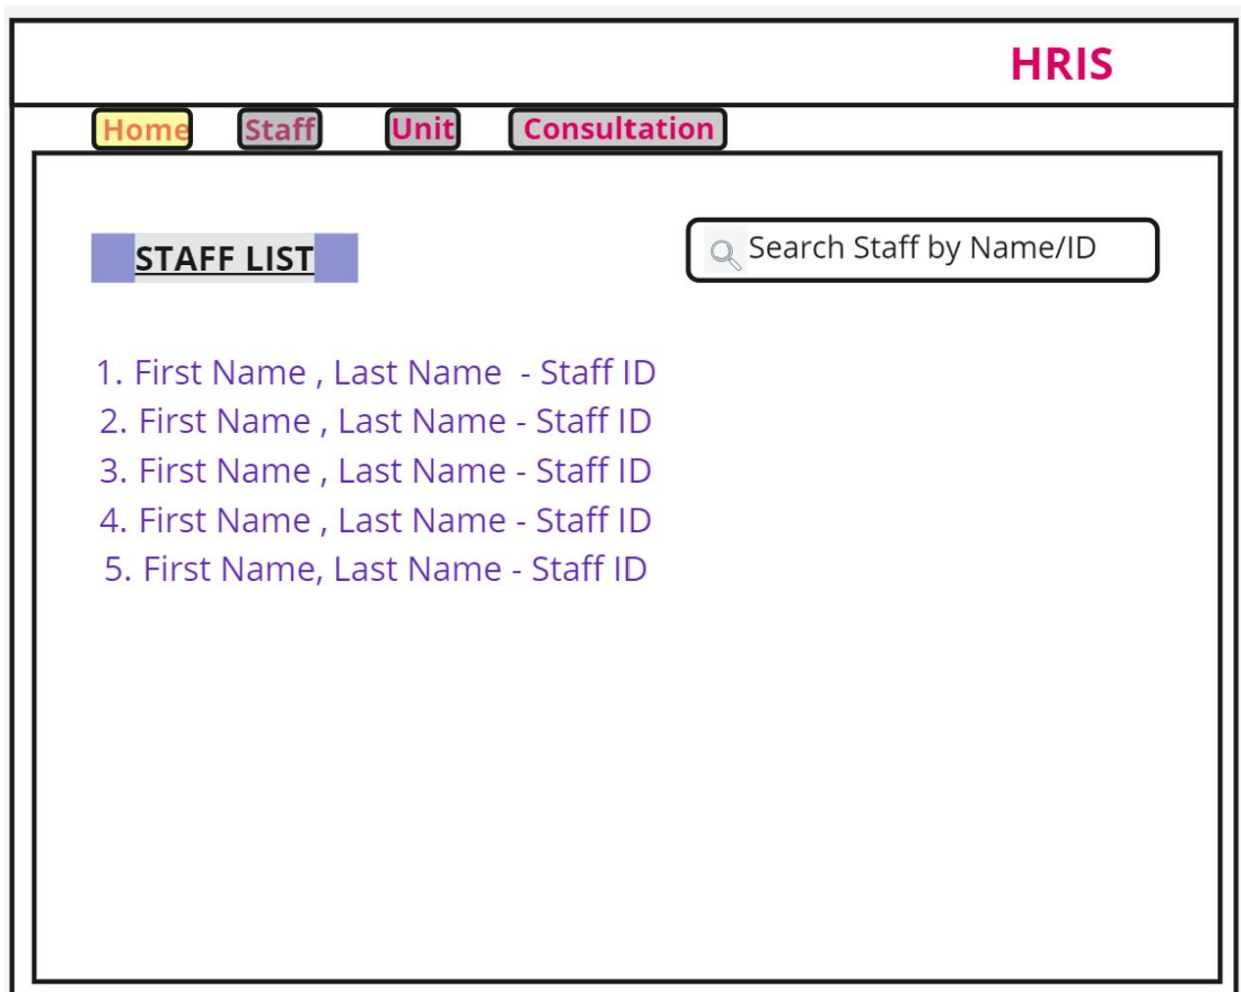 HRIS
Home Staff Unit Consultation
STAFF LIST
Search Staff by Name/ID
1. First Name , Last Name - Staff ID
2. First Name , Last Name - Staff ID
3. First Name , Last Name - Staff ID
4. First Name , Last Name - Staff ID
5. First Name, Last Name - Staff ID